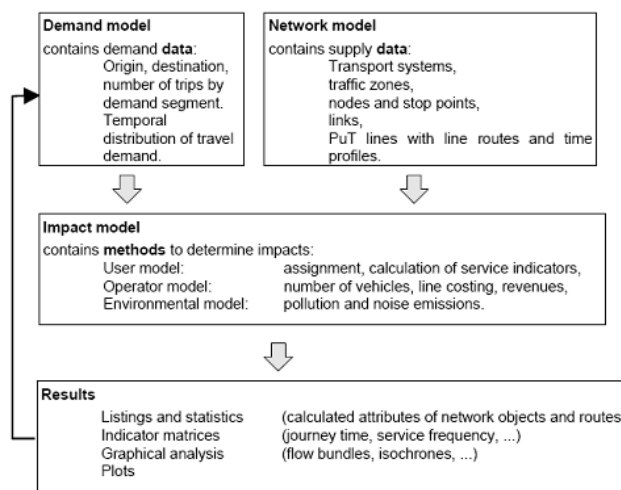 Demand model
contains demand data:
Origin, destination,
number of trips by
demand segment.
Temporal
distribution of travel
demand.
Network model
contains supply data:
Transport systems,
traffic zones,
nodes and stop points,
links,
PuT lines with line routes and time
profiles.
Impact model
contains methods to determine impacts:
User model: assignment, calculation of service indicators,
Operator model: number of vehicles, line costing, revenues,
Environmental model: pollution and noise emissions.
Results
Listings and statistics (calculated attributes of network objects and routes
Indicator matrices (journey time, service frequency, ...)
Graphical analysis (flow bundles, isochrones, ...)
Plots